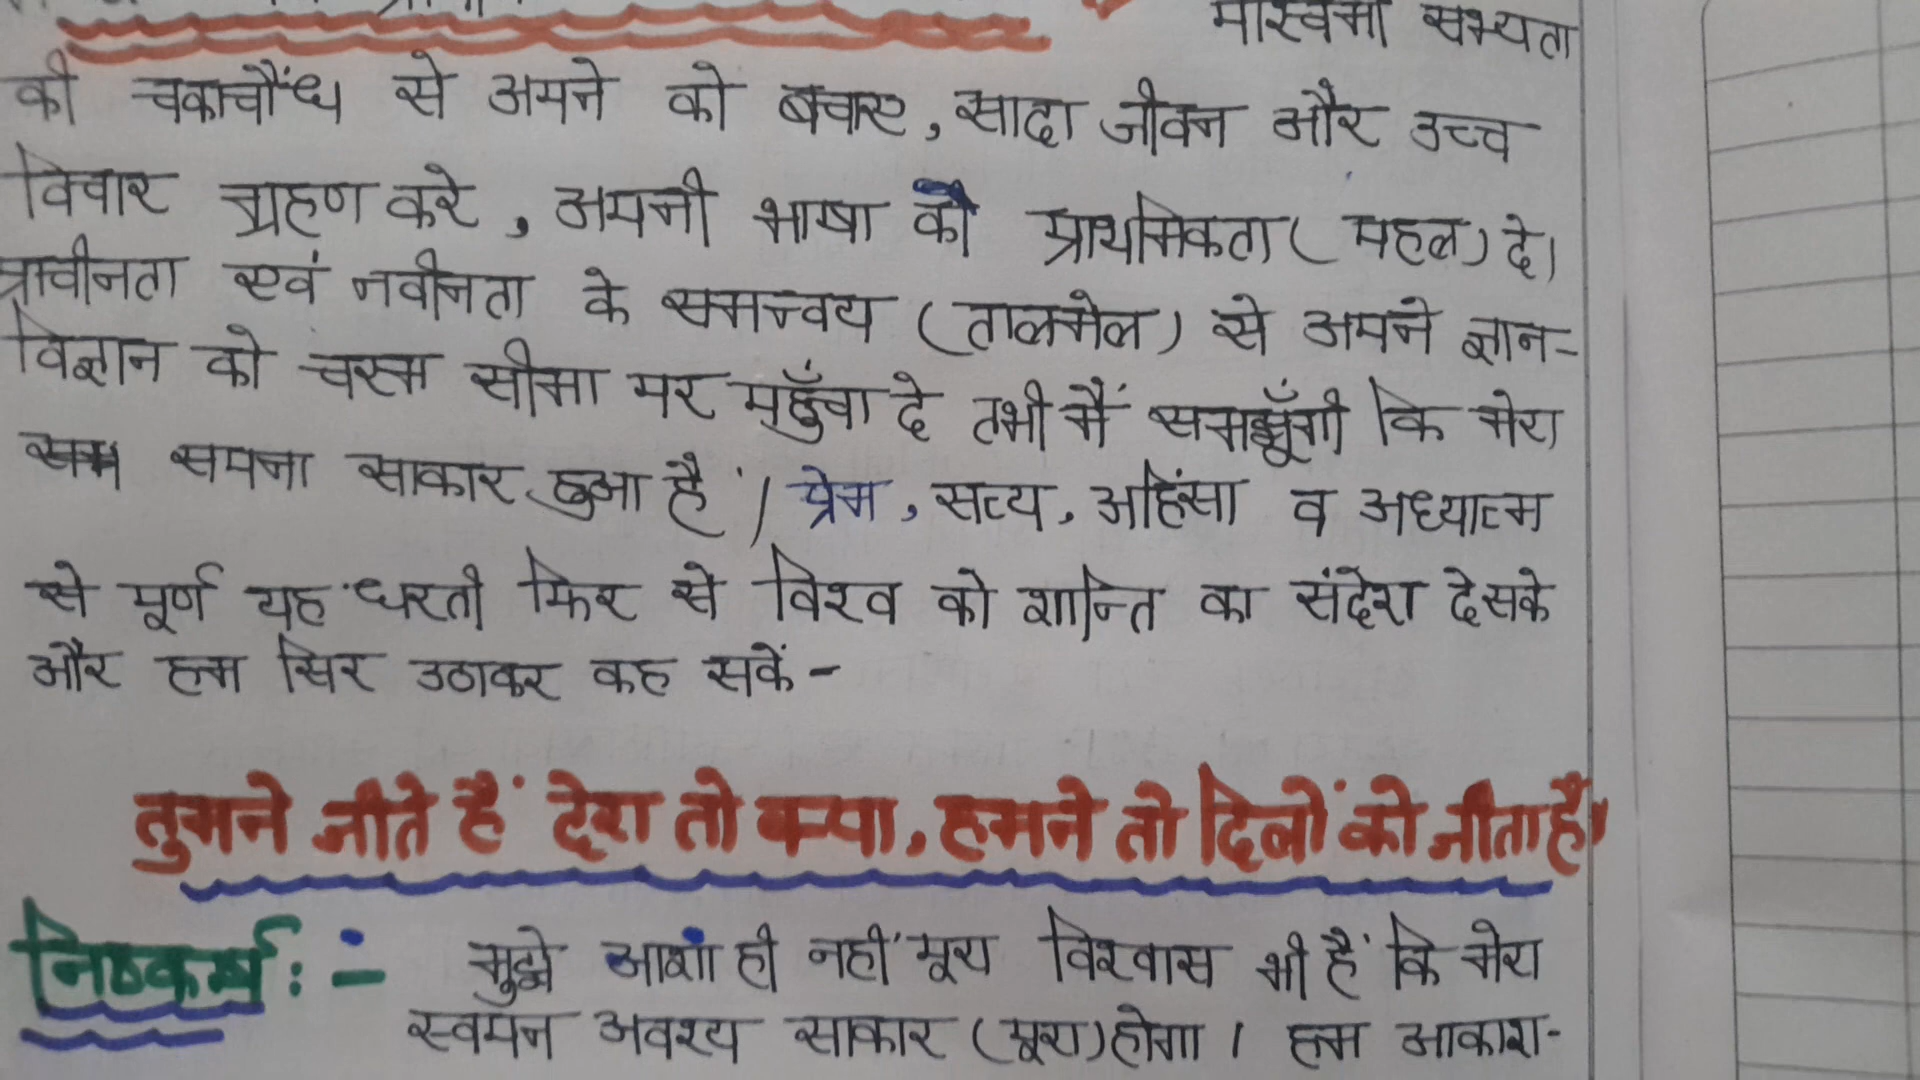 सभ्यता
की चकाचौंध से अपने को बचाए, सादा जीवन और उच्च
विचार ग्रहण करे, अपनी भाषा को प्राथमिकता (पहल) दे।
प्राचीनता एवं नवीनता के समन्वय (तालमेल) से अपने ज्ञान-
विज्ञान को चरम सीमा पर पहुँचा दे तभी मैं समझूँगी कि मेरा
सपना साकार हुआ है। प्रेम, सत्य, अहिंसा व अध्यात्म
से पूर्ण यह धरती फिर से विश्व को शान्ति का संदेश दे सके
और हम सिर उठाकर कह सकें-
तुमने जीते हैं देश तो क्या, हमने तो दिलों को जीता है।
निष्कर्ष :- मुझे आशा ही नहीं पूरा विश्वास भी है कि मेरा
स्वप्न अवश्य साकार (पूरा) होगा। हम आकाश-